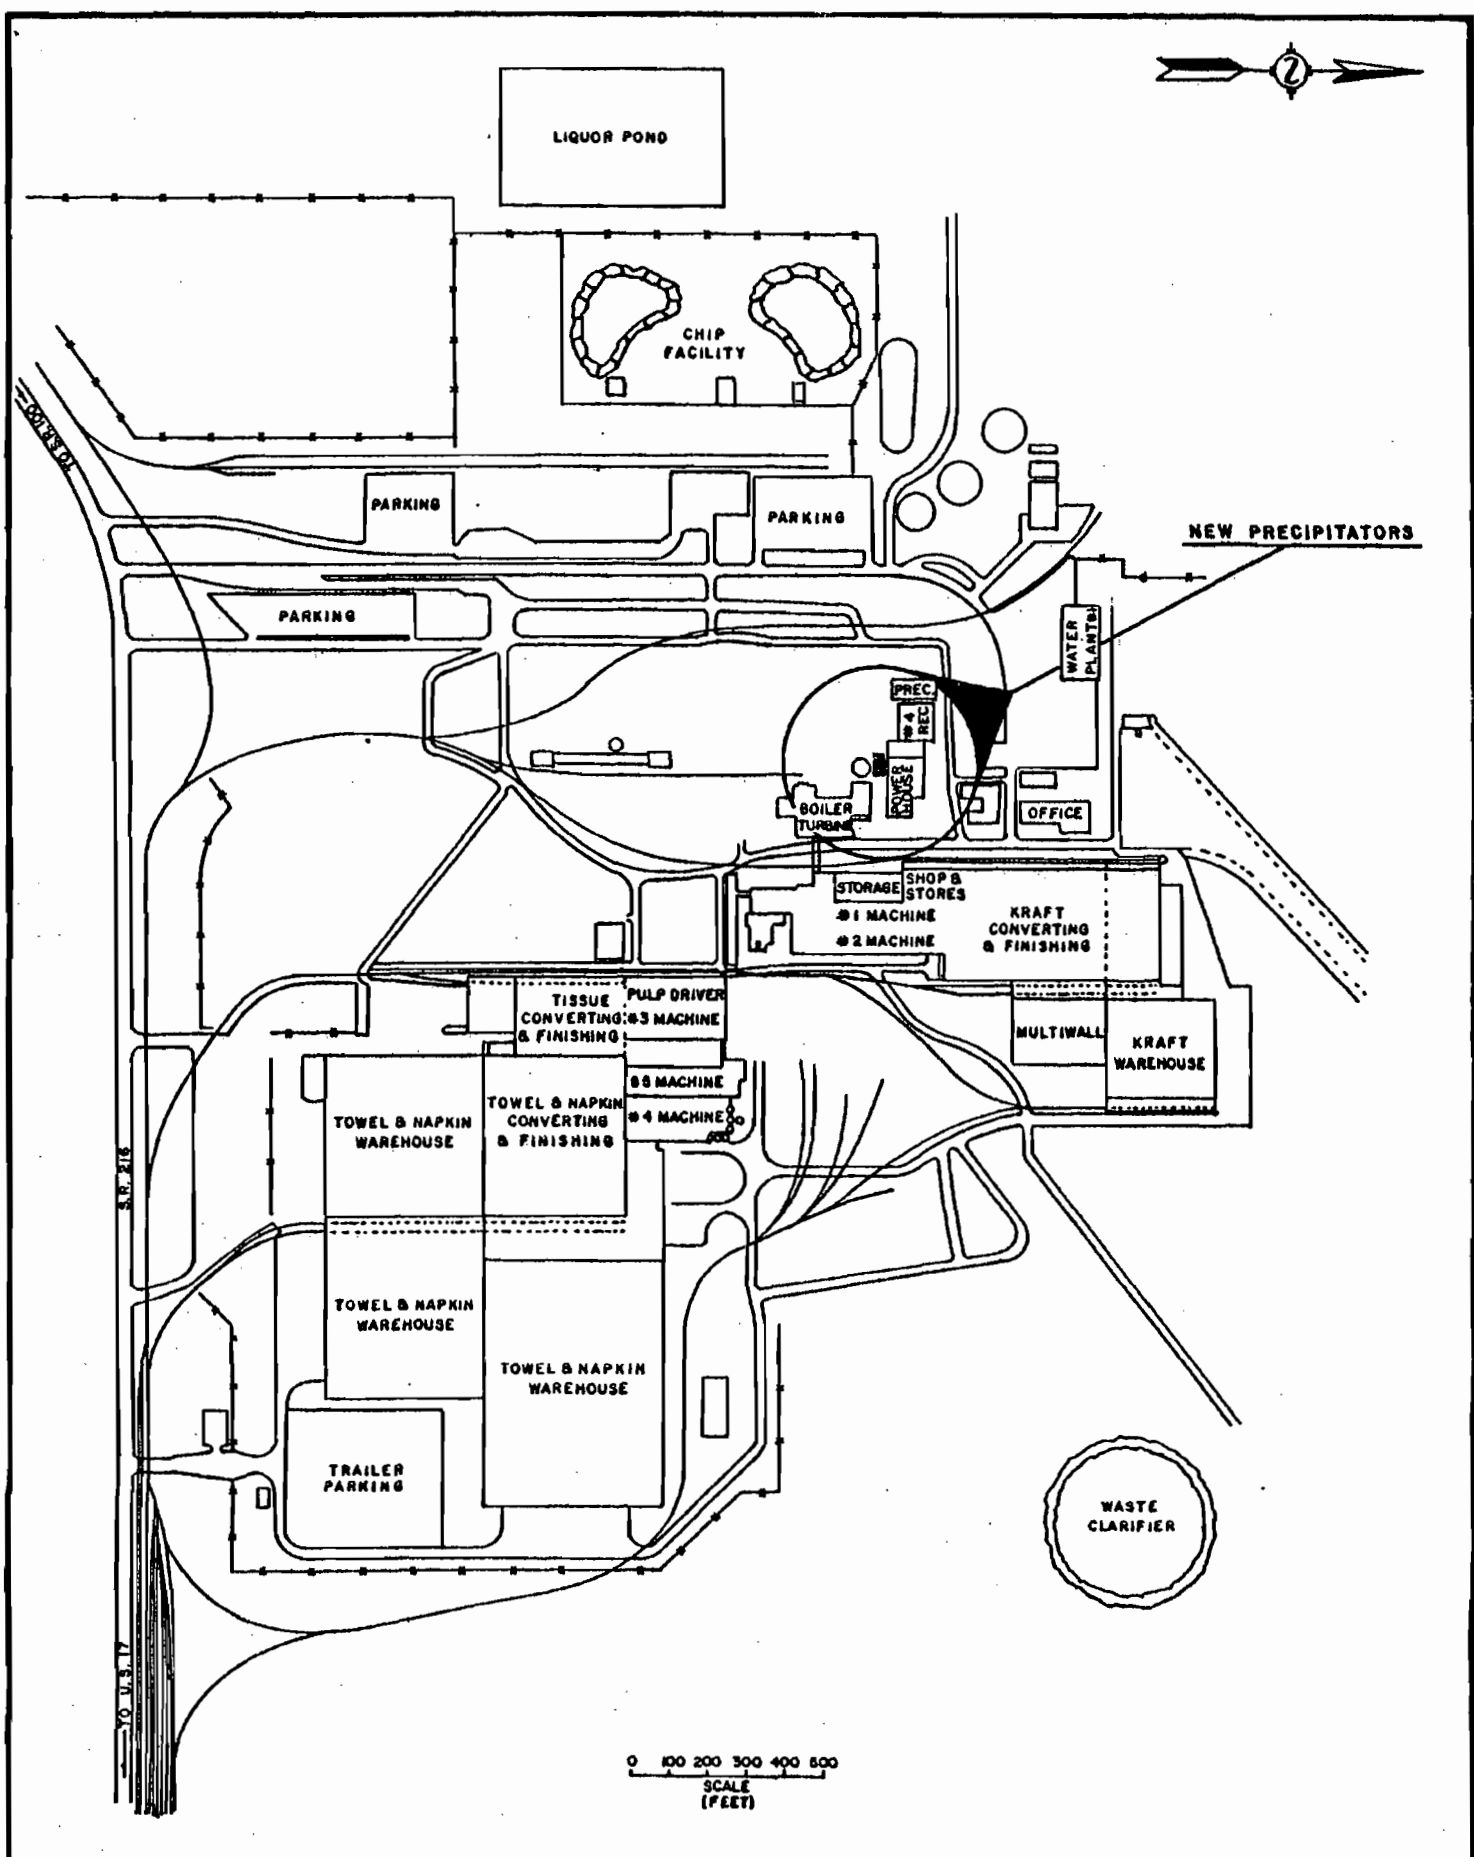 N
LIQUOR POND
CHIP
FACILITY
TO S.R. 100
PARKING
PARKING
NEW PRECIPITATORS
PARKING
WATER
PLANT(S)
PREC.
#4
REC
POWER
HOUSE
BOILER
TURBINE
OFFICE
STORAGE
SHOP &
STORES
#1 MACHINE
#2 MACHINE
KRAFT
CONVERTING
& FINISHING
TISSUE
CONVERTING
& FINISHING
PULP DRIVER
#3 MACHINE
MULTIWALL
KRAFT
WAREHOUSE
MACHINE
#4 MACHINE
TOWEL & NAPKIN
WAREHOUSE
TOWEL & NAPKIN
CONVERTING
& FINISHING
S.R. 216
TOWEL & NAPKIN
WAREHOUSE
TOWEL & NAPKIN
WAREHOUSE
TRAILER
PARKING
WASTE
CLARIFIER
TO U.S. 17
0 100 200 300 400 500
SCALE
(FEET)